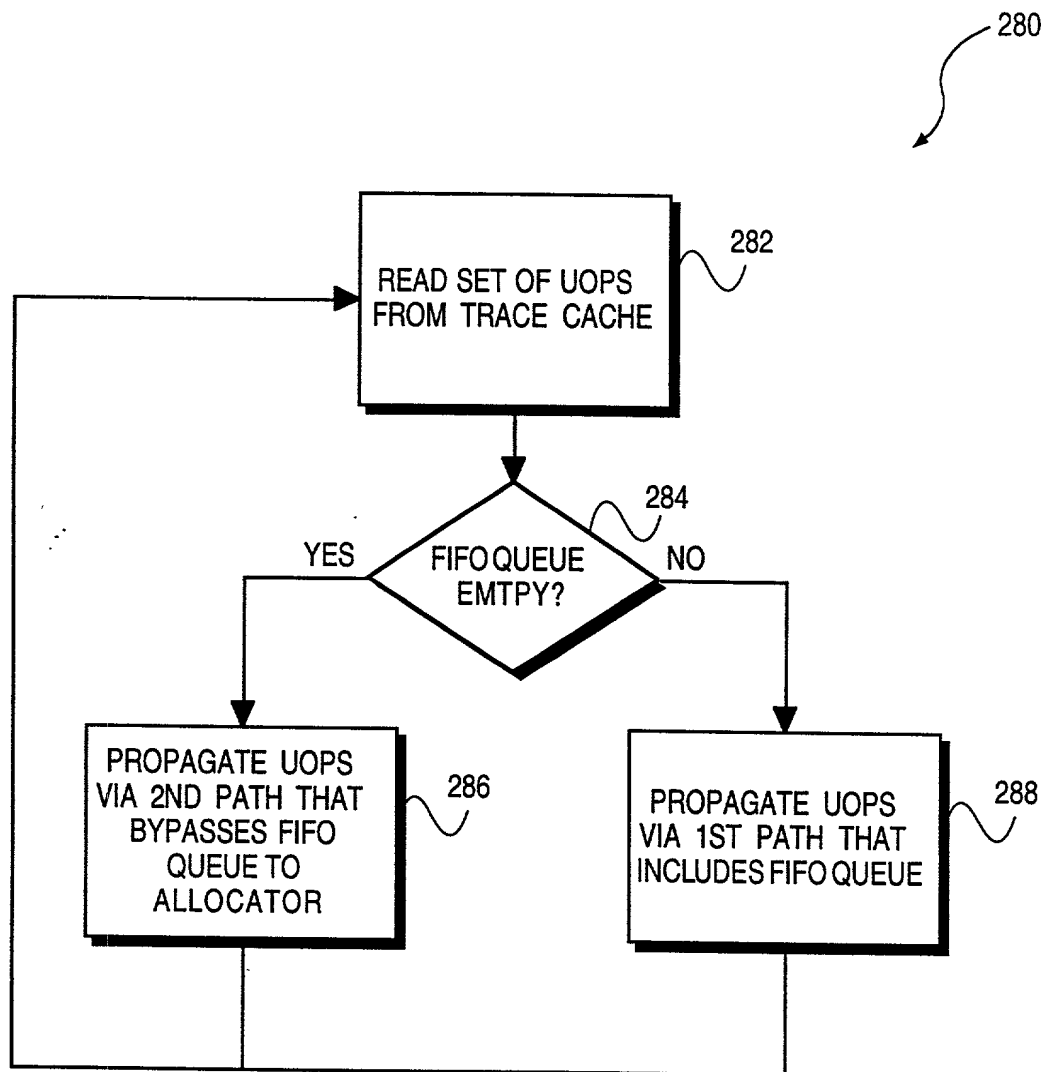 280
READ SET OF UOPS
FROM TRACE CACHE
282
FIFO QUEUE
EMTPY?
284
YES
NO
PROPAGATE UOPS
VIA 2ND PATH THAT
BYPASSES FIFO
QUEUE TO
ALLOCATOR
286
PROPAGATE UOPS
VIA 1ST PATH THAT
INCLUDES FIFO QUEUE
288